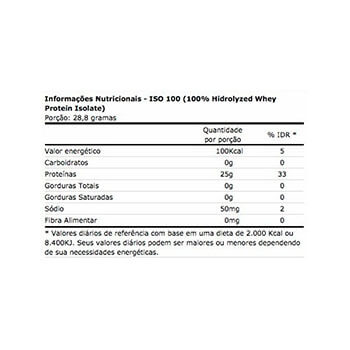 Informações Nutricionais - ISO 100 (100% Hidrolyzed Whey
Protein Isolate)
Porção: 28,8 gramas
Quantidade por porção % IDR *
Valor energético 100Kcal 5
Carboidratos 0g 0
Proteínas 25g 33
Gorduras Totais 0g 0
Gorduras Saturadas 0g 0
Sódio 50mg 2
Fibra Alimentar 0mg 0
* Valores diários de referência com base em uma dieta de 2.000 Kcal ou
8.400KJ. Seus valores diários podem ser maiores ou menores dependendo
de sua necessidades energéticas.